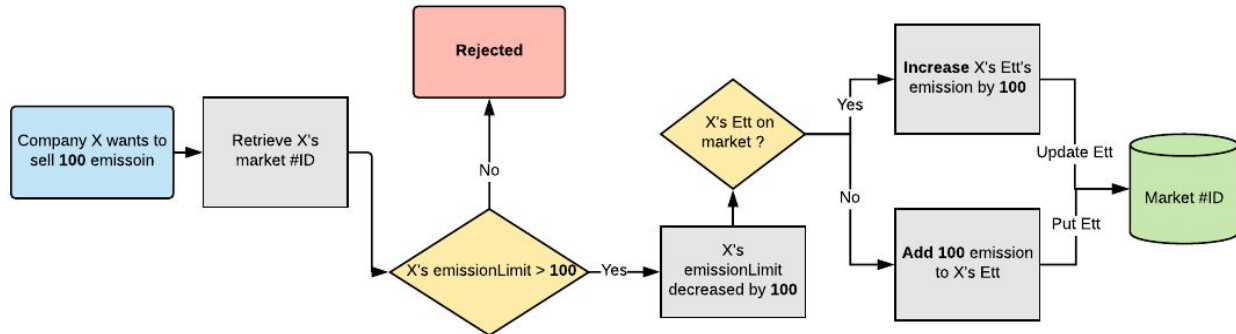 Company X wants to
sell 100 emissoin
Retrieve X's
market #ID
Rejected
No
X's emissionLimit > 100
Yes
X's
emissionLimit
decreased by 100
X's Ett on
market ?
Yes
No
Increase X's Ett's
emission by 100
Add 100 emission
to X's Ett
Update Ett
Put Ett
Market #ID